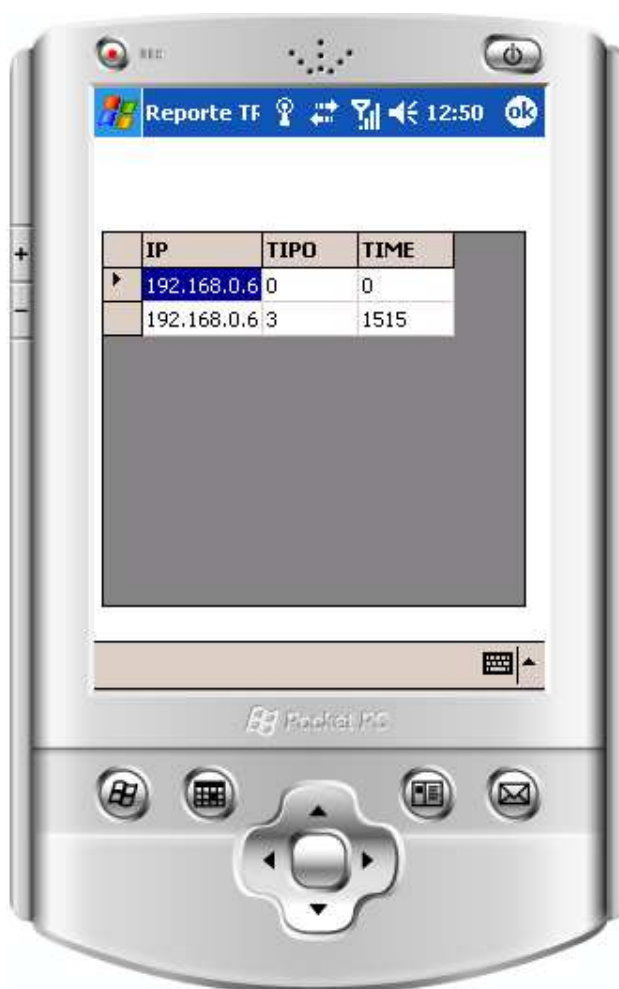 REC
Reporte TF 12:50 ok
IP TIPO TIME
192.168.0.6 0 0
192.168.0.6 3 1515
Pocket PC